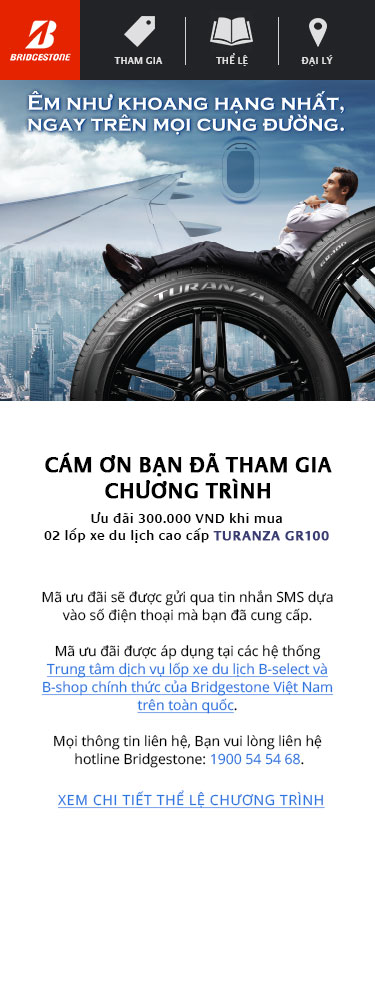 BRIDGESTONE
THAM GIA
THỂ LỆ
ĐẠI LÝ
ÊM NHƯ KHOANG HẠNG NHẤT,
NGAY TRÊN MỌI CUNG ĐƯỜNG.
TURANZA
GR-100
CÁM ƠN BẠN ĐÃ THAM GIA
CHƯƠNG TRÌNH
Ưu đãi 300.000 VND khi mua
02 lốp xe du lịch cao cấp TURANZA GR100
Mã ưu đãi sẽ được gửi qua tin nhắn SMS dựa
vào số điện thoại mà bạn đã cung cấp.
Mã ưu đãi được áp dụng tại các hệ thống
Trung tâm dịch vụ lốp xe du lịch B-select và
B-shop chính thức của Bridgestone Việt Nam
trên toàn quốc.
Mọi thông tin liên hệ, Bạn vui lòng liên hệ
hotline Bridgestone: 1900 54 54 68.
XEM CHI TIẾT THỂ LỆ CHƯƠNG TRÌNH